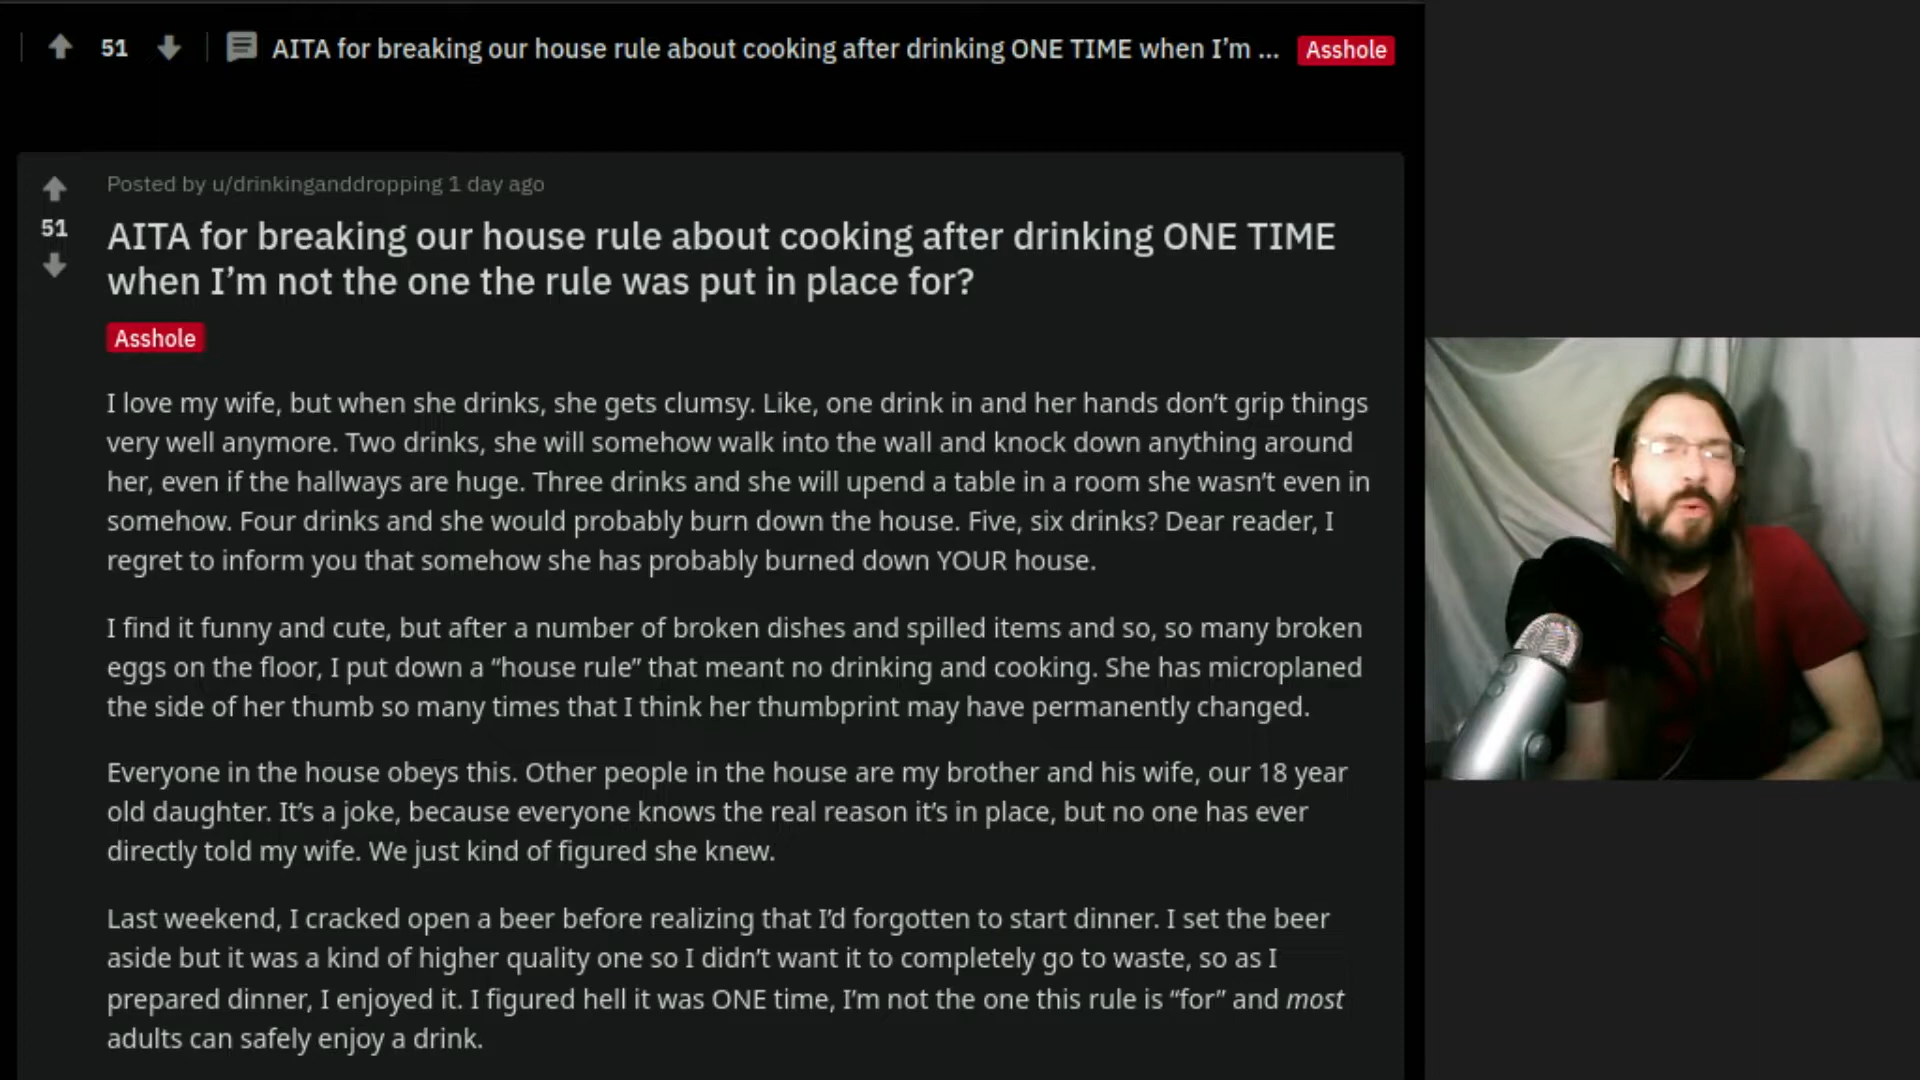 51 AITA for breaking our house rule about cooking after drinking ONE TIME when I’m ... Asshole
Posted by u/drinkinganddropping 1 day ago
51
AITA for breaking our house rule about cooking after drinking ONE TIME
when I’m not the one the rule was put in place for?
Asshole
I love my wife, but when she drinks, she gets clumsy. Like, one drink in and her hands don’t grip things
very well anymore. Two drinks, she will somehow walk into the wall and knock down anything around
her, even if the hallways are huge. Three drinks and she will upend a table in a room she wasn’t even in
somehow. Four drinks and she would probably burn down the house. Five, six drinks? Dear reader, I
regret to inform you that somehow she has probably burned down YOUR house.
I find it funny and cute, but after a number of broken dishes and spilled items and so, so many broken
eggs on the floor, I put down a “house rule” that meant no drinking and cooking. She has microplaned
the side of her thumb so many times that I think her thumbprint may have permanently changed.
Everyone in the house obeys this. Other people in the house are my brother and his wife, our 18 year
old daughter. It’s a joke, because everyone knows the real reason it’s in place, but no one has ever
directly told my wife. We just kind of figured she knew.
Last weekend, I cracked open a beer before realizing that I’d forgotten to start dinner. I set the beer
aside but it was a kind of higher quality one so I didn’t want it to completely go to waste, so as I
prepared dinner, I enjoyed it. I figured hell it was ONE time, I’m not the one this rule is “for” and most
adults can safely enjoy a drink.